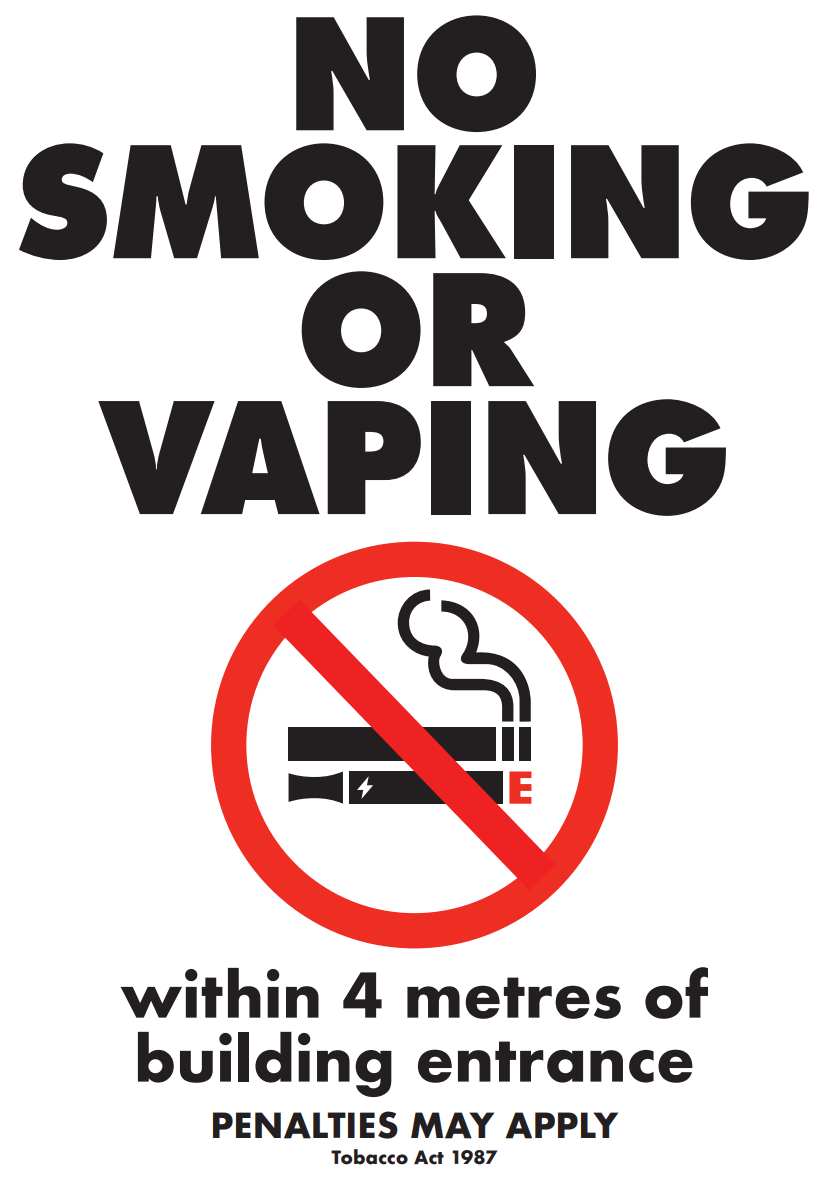 NO
SMOKING
OR
VAPING
E
within 4 metres of
building entrance
PENALTIES MAY APPLY
Tobacco Act 1987